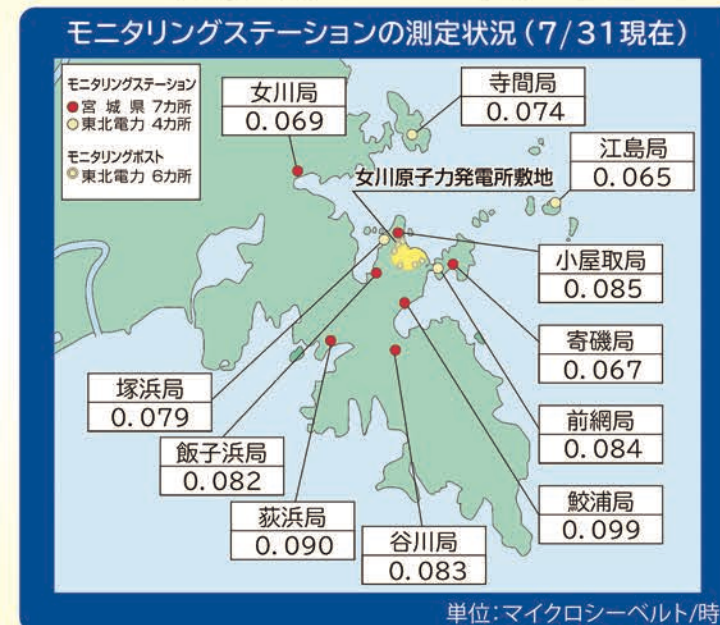 モニタリングステーションの測定状況(7/31現在)
モニタリングステーション
宮城県 7カ所
東北電力 4カ所
モニタリングポスト
東北電力 6カ所
女川局
0.069
寺間局
0.074
江島局
0.065
女川原子力発電所敷地
小屋取局
0.085
寄磯局
0.067
前網局
0.084
鮫浦局
0.099
塚浜局
0.079
飯子浜局
0.082
荻浜局
0.090
谷川局
0.083
単位:マイクロシーベルト/時